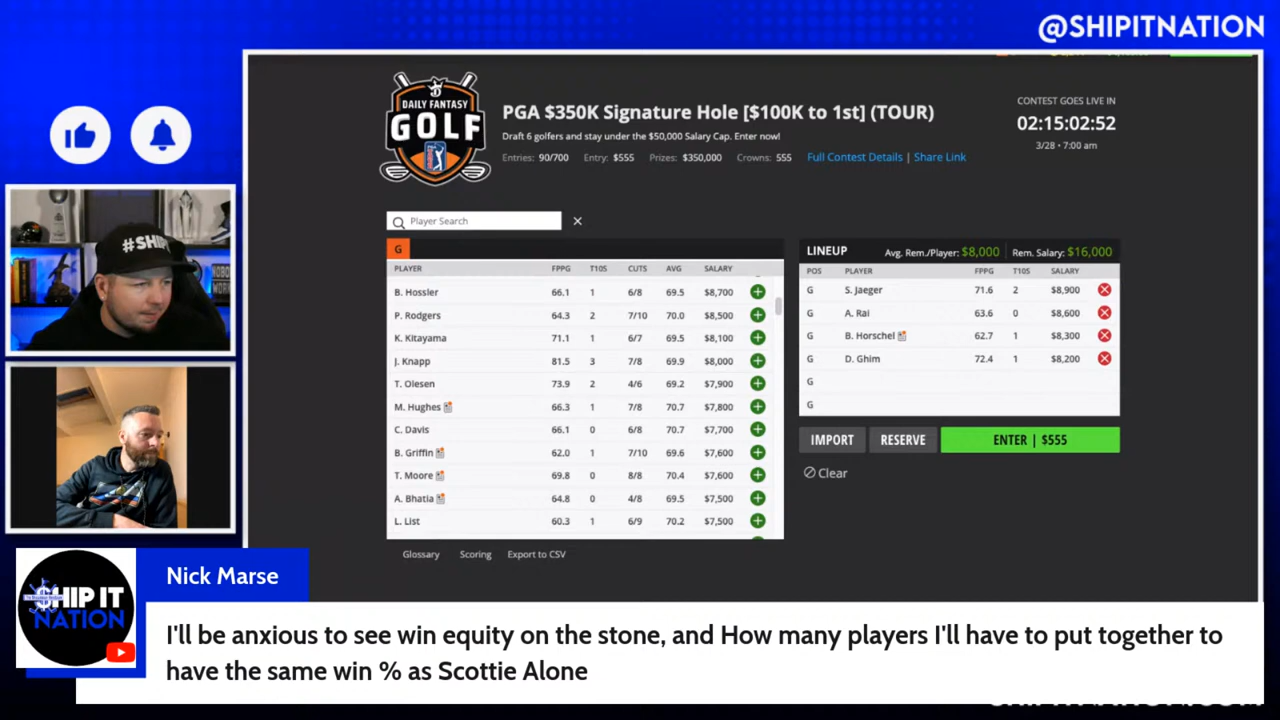 @SHIPITNATION
DAILY FANTASY
GOLF
PGA TOUR
PGA $350K Signature Hole [$100K to 1st] (TOUR)
Draft 6 golfers and stay under the $50,000 Salary Cap. Enter now!
Entries: 90/700 Entry: $555 Prizes: $350,000 Crowns: 555 Full Contest Details | Share Link
CONTEST GOES LIVE IN
02:15:02:52
3/28 • 7:00 am
Player Search
G
PLAYER FPPG T10S CUTS AVG SALARY
B. Hossler 66.1 1 6/8 69.5 $8,700
P. Rodgers 64.3 2 7/10 70.0 $8,500
K. Kitayama 71.1 1 6/7 69.5 $8,100
J. Knapp 81.5 3 7/8 69.9 $8,000
T. Olesen 73.9 2 4/6 69.2 $7,900
M. Hughes 66.3 1 7/8 70.7 $7,800
C. Davis 66.1 0 6/8 70.7 $7,700
B. Griffin 62.0 1 7/10 69.6 $7,600
T. Moore 69.8 0 8/8 70.4 $7,600
A. Bhatia 64.8 0 4/8 69.5 $7,500
L. List 60.3 1 6/9 70.2 $7,500
Glossary Scoring Export to CSV
LINEUP Avg. Rem./Player: $8,000 Rem. Salary: $16,000
POS PLAYER FPPG T10S SALARY
G S. Jaeger 71.6 2 $8,900
G A. Rai 63.6 0 $8,600
G B. Horschel 62.7 1 $8,300
G D. Ghim 72.4 1 $8,200
G
G
IMPORT RESERVE ENTER | $555
Clear
#SHIP
$HIP IT
NATION
Nick Marse
I'll be anxious to see win equity on the stone, and How many players I'll have to put together to
have the same win % as Scottie Alone